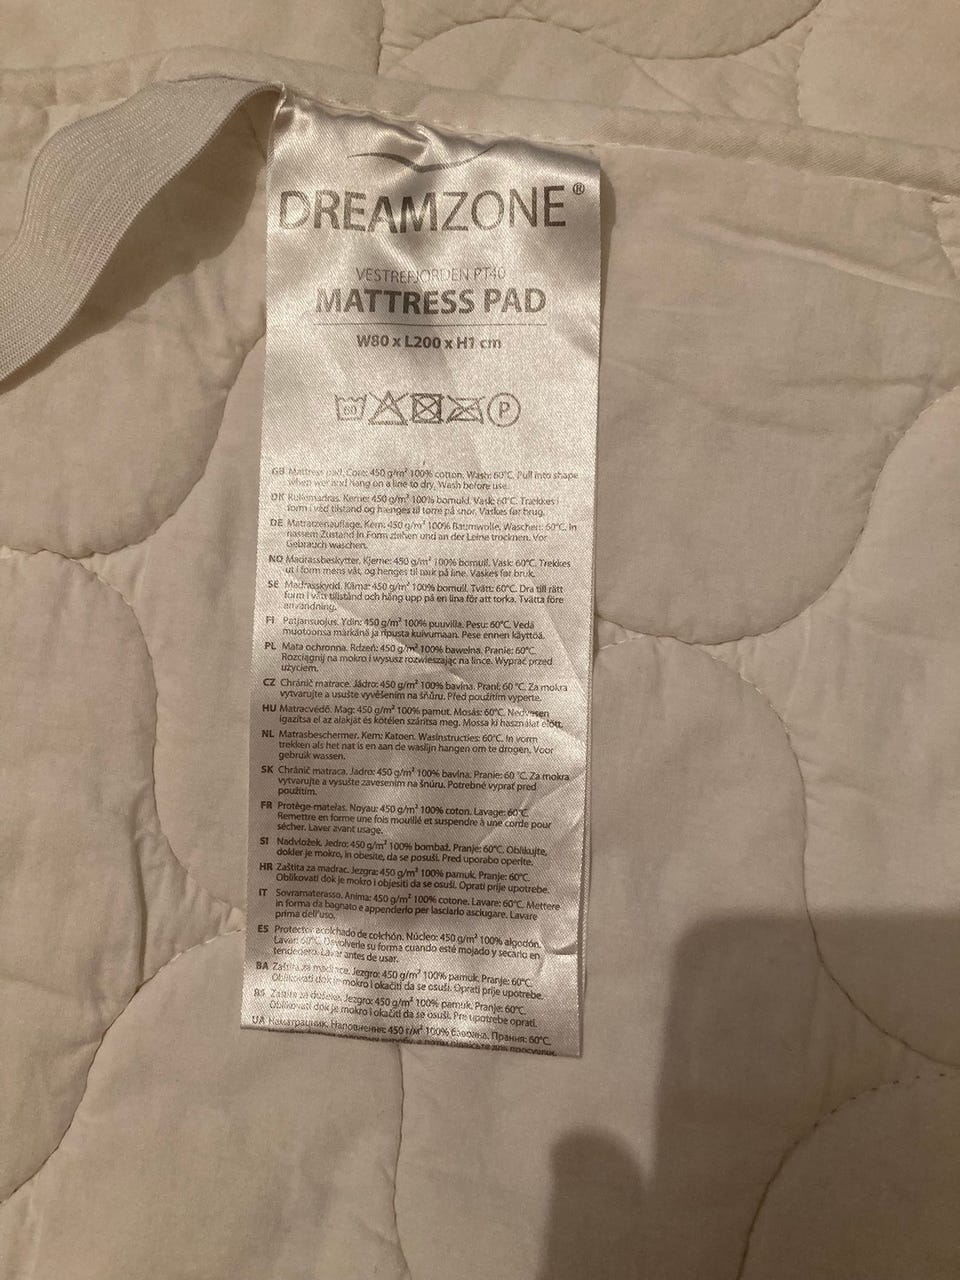 DREAMZONE®
VESTREFJORDEN PT40
MATTRESS PAD
W80 x L200 x H1 cm
60
P
GB Mattress pad. Core: 450 g/m² 100% cotton. Wash: 60°C. Pull into shape
when wet and hang on a line to dry. Wash before use.
DK Rullemadras. Kerne: 450 g/m² 100% bomuld. Vask: 60°C. Trækkes i
form i våd tilstand og hænges til tørre på snor. Vaskes før brug.
DE Matratzenauflage. Kern: 450 g/m² 100% Baumwolle. Waschen: 60°C. In
nassem Zustand in Form ziehen und an der Leine trocknen. Vor
Gebrauch waschen.
NO Madrassbeskytter. Kjerne: 450 g/m² 100% bomull. Vask: 60°C. Trekkes
ut i form mens våt, og henges til tørk på line. Vaskes før bruk.
SE Madrasskydd. Kärna: 450 g/m² 100% bomull. Tvätt: 60°C. Dra till rätt
form i vått tillstånd och häng upp på en lina för att torka. Tvätta före
användning.
FI Patjansuojus. Ydin: 450 g/m² 100% puuvilla. Pesu: 60°C. Vedä
muotoonsa märkänä ja ripusta kuivumaan. Pese ennen käyttöä.
PL Mata ochronna. Rdzeń: 450 g/m² 100% bawełna. Pranie: 60°C.
Rozciągnij na mokro i wysusz rozwieszając na lince. Wyprać przed
użyciem.
CZ Chránič matrace. Jádro: 450 g/m² 100% bavlna. Praní: 60 °C. Za mokra
vytvarujte a usušte vyvěšením na šňůru. Před použitím vyperte.
HU Matracvédő. Mag: 450 g/m² 100% pamut. Mosás: 60°C. Nedvesen
igazítsa el az alakját és kötélen szárítsa meg. Mossa ki használat előtt.
NL Matrasbeschermer. Kern: Katoen. Wasinstructies: 60°C. In vorm
trekken als het nat is en aan de waslijn hangen om te drogen. Voor
gebruik wassen.
SK Chránič matraca. Jadro: 450 g/m² 100% bavlna. Pranie: 60 °C. Za mokra
vytvarujte a vysušte zavesením na šnúru. Potrebné vyprať pred
použitím.
FR Protège-matelas. Noyau: 450 g/m² 100% coton. Lavage: 60°C.
Remettre en forme une fois mouillé et suspendre à une corde pour
sécher. Laver avant usage.
SI Nadvložek. Jedro: 450 g/m² 100% bombaž. Pranje: 60°C. Oblikujte,
dokler je mokro, in obesite, da se posuši. Pred uporabo operite.
HR Zaštita za madrac. Jezgra: 450 g/m² 100% pamuk. Pranje: 60°C.
Oblikovati dok je mokro i objesiti da se osuši. Oprati prije upotrebe.
IT Sovramaterasso. Anima: 450 g/m² 100% cotone. Lavare: 60°C. Mettere
in forma da bagnato e appenderlo per lasciarlo asciugare. Lavare
prima dell'uso.
ES Protector acolchado de colchón. Núcleo: 450 g/m² 100% algodón.
Lavar: 60°C. Devolverle su forma cuando esté mojado y secarlo en
tendedero. Lavar antes de usar.
BA Zaštita za madrace. Jezgro: 450 g/m² 100% pamuk. Pranje: 60°C.
Oblikovati dok je mokro i okačiti da se osuši. Oprati prije upotrebe.
RS Zaštita za dušeke. Jezgro: 450 g/m² 100% pamuk. Pranje: 60°C.
Oblikovati dok je mokro i okačiti da se osuši. Pre upotrebe oprati.
UA Наматрацник. Наповнення: 450 г/м² 100% бавовна. Прання: 60°C.